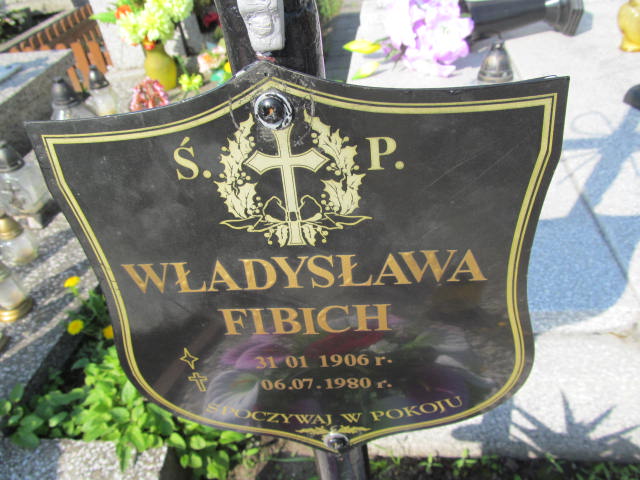 Ś. P.
WŁADYSŁAWA
FIBICH
31 01 1906 r.
06.07.1980 r.
SPOCZYWAJ W POKOJU